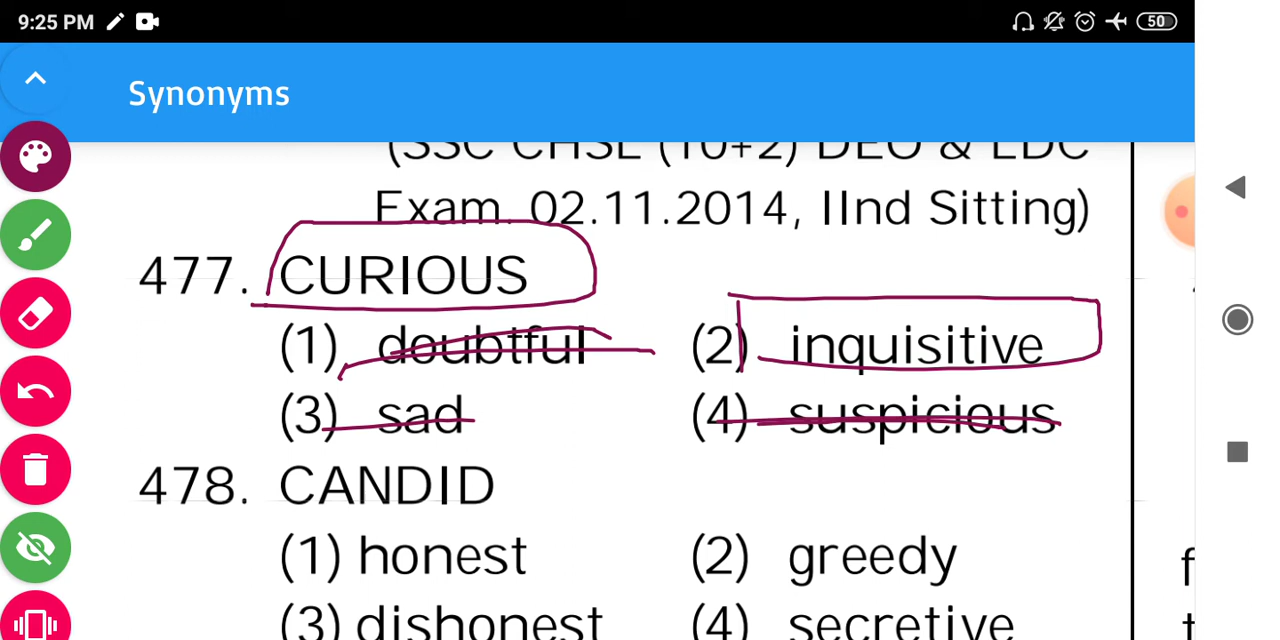 9:25 PM 50
Synonyms
(SSC CHSL (10+2) DEO & LDC
Exam. 02.11.2014, IInd Sitting)
477. CURIOUS
(1) doubtful (2) inquisitive
(3) sad (4) suspicious
478. CANDID
(1) honest (2) greedy
(3) dishonest (4) secretive